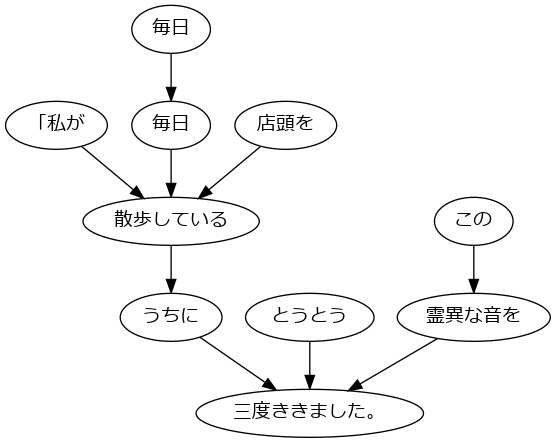 毎日
「私が
毎日
店頭を
散歩している
この
うちに
とうとう
霊異な音を
三度ききました。